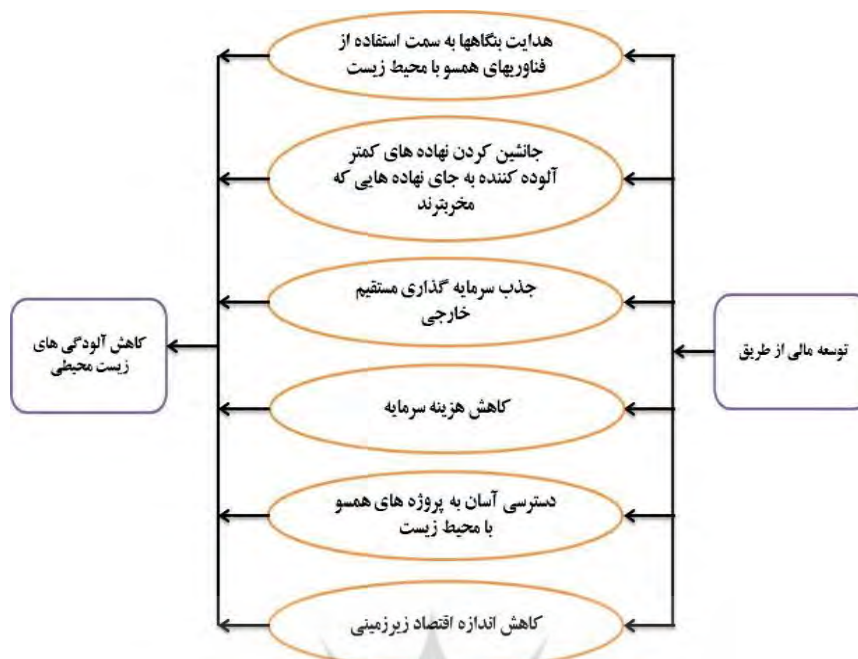 توسعه مالی از طریق
هدایت بنگاهها به سمت استفاده از
فناوریهای همسو با محیط زیست
جانشین کردن نهاده های کمتر
آلوده کننده به جای نهاده هایی که
مخربترند
جذب سرمایه گذاری مستقیم
خارجی
کاهش هزینه سرمایه
دسترسی آسان به پروژه های همسو
با محیط زیست
کاهش اندازه اقتصاد زیرزمینی
کاهش آلودگی های
زیست محیطی